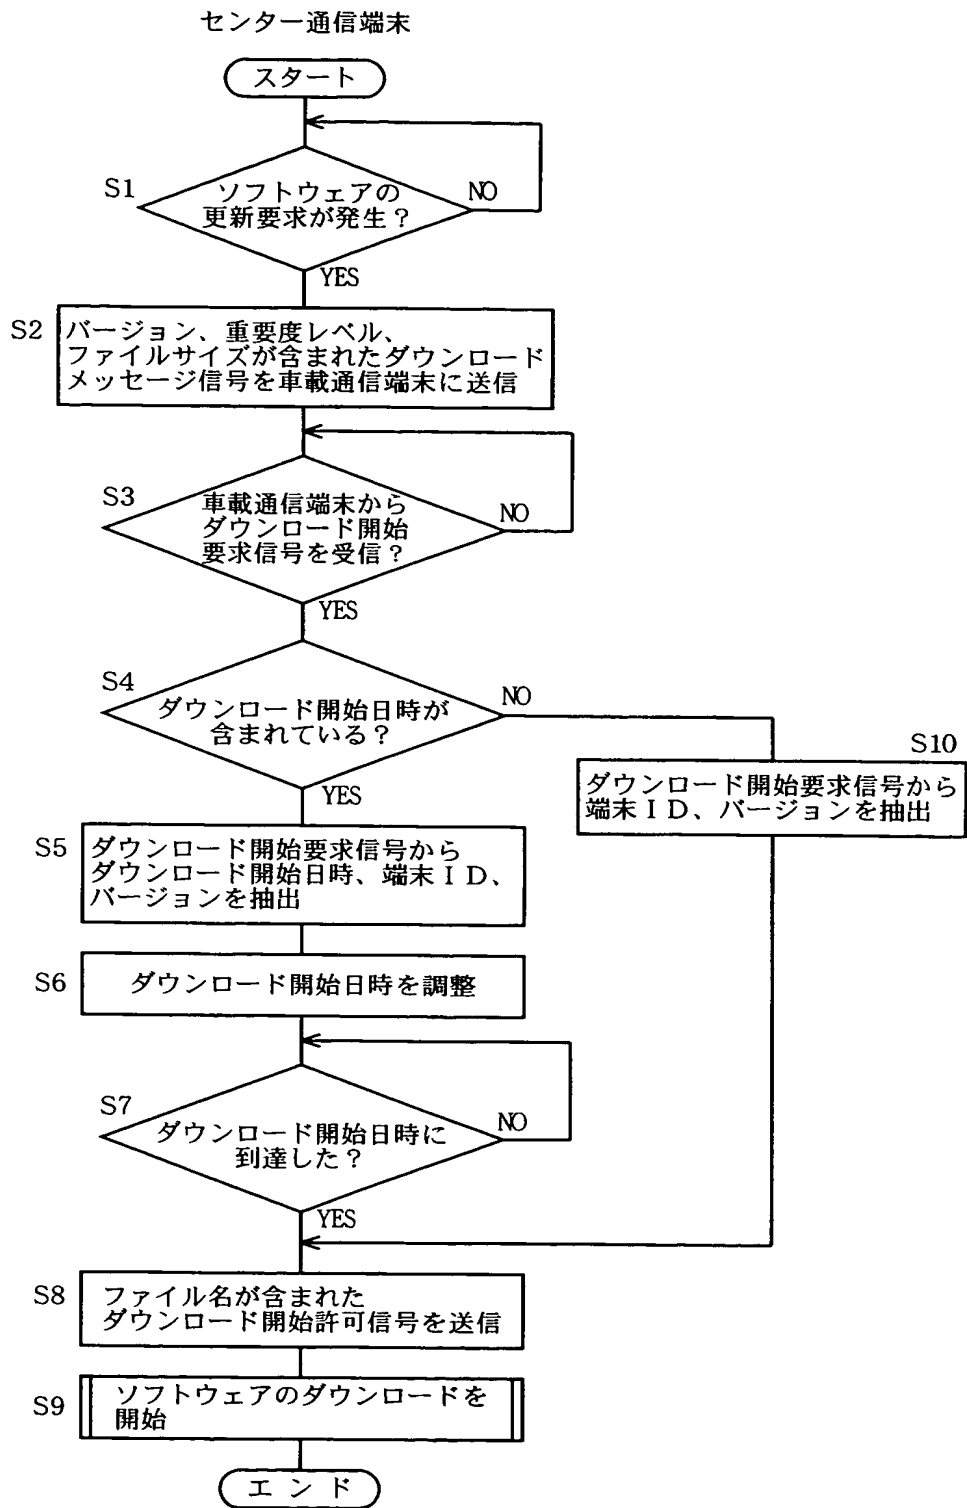 センター通信端末
スタート
S1
ソフトウェアの
更新要求が発生？
NO
YES
S2
バージョン、重要度レベル、
ファイルサイズが含まれたダウンロード
メッセージ信号を車載通信端末に送信
S3
車載通信端末から
ダウンロード開始
要求信号を受信？
NO
YES
S4
ダウンロード開始日時が
含まれている？
NO
YES
S10
ダウンロード開始要求信号から
端末ＩＤ、バージョンを抽出
S5
ダウンロード開始要求信号から
ダウンロード開始日時、端末ＩＤ、
バージョンを抽出
S6
ダウンロード開始日時を調整
S7
ダウンロード開始日時に
到達した？
NO
YES
S8
ファイル名が含まれた
ダウンロード開始許可信号を送信
S9
ソフトウェアのダウンロードを
開始
エンド